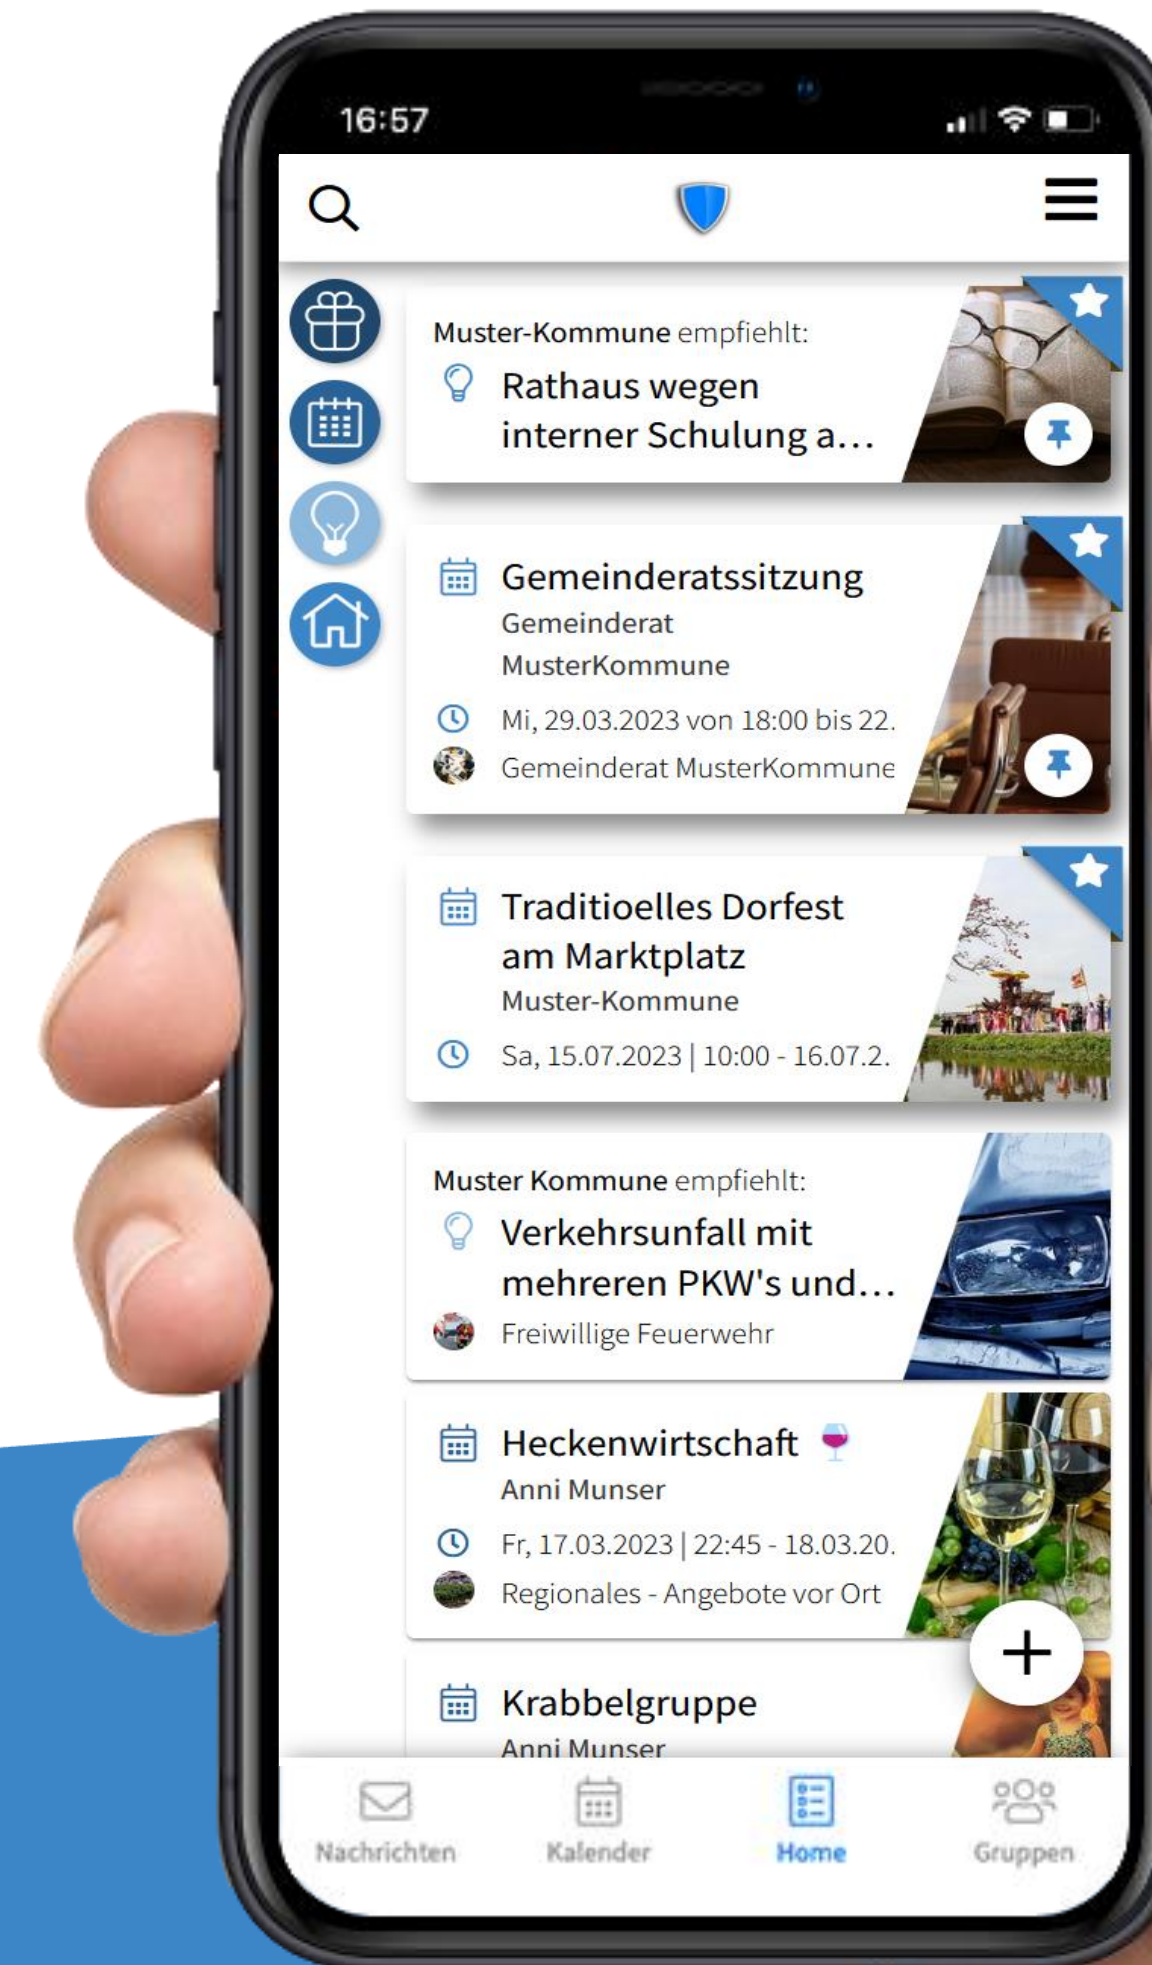 16:57
Muster-Kommune empfiehlt:
Rathaus wegen
interner Schulung a...
Gemeinderatssitzung
Gemeinderat
MusterKommune
Mi, 29.03.2023 von 18:00 bis 22.
Gemeinderat MusterKommune
Traditioelles Dorfest
am Marktplatz
Muster-Kommune
Sa, 15.07.2023 | 10:00 - 16.07.2.
Muster Kommune empfiehlt:
Verkehrsunfall mit
mehreren PKW's und...
Freiwillige Feuerwehr
Heckenwirtschaft 🍷
Anni Munser
Fr, 17.03.2023 | 22:45 - 18.03.20.
Regionales - Angebote vor Ort
Krabbelgruppe
Anni Munser
Nachrichten
Kalender
Home
Gruppen